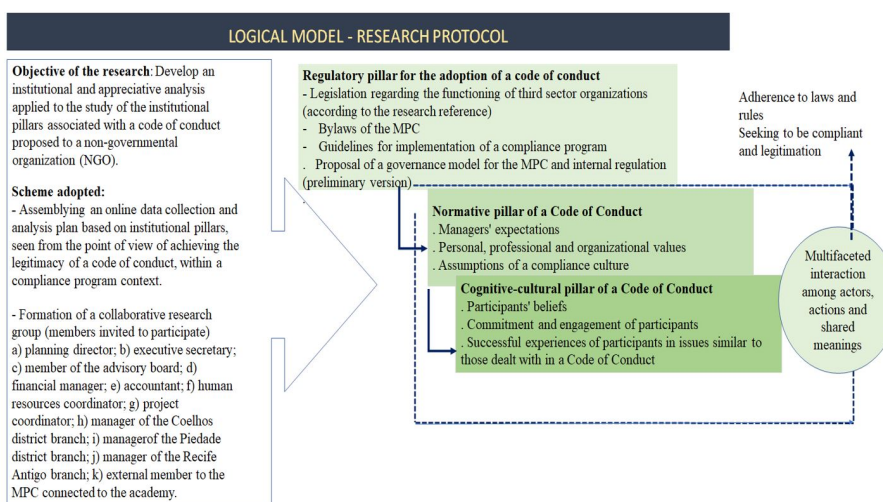 LOGICAL MODEL - RESEARCH PROTOCOL
Objective of the research: Develop an
institutional and appreciative analysis
applied to the study of the institutional
pillars associated with a code of conduct
proposed to a non-governmental
organization (NGO).
Scheme adopted:
- Assembling an online data collection and
analysis plan based on institutional pillars,
seen from the point of view of achieving the
legitimacy of a code of conduct, within a
compliance program context.
- Formation of a collaborative research
group (members invited to participate)
a) planning director; b) executive secretary;
c) member of the advisory board; d)
financial manager; e) accountant; f) human
resources coordinator; g) project
coordinator; h) manager of the Coelhos
district branch; i) managerof the Piedade
district branch; j) manager of the Recife
Antigo branch; k) external member to the
MPC connected to the academy.
Regulatory pillar for the adoption of a code of conduct
- Legislation regarding the functioning of third sector organizations
(according to the research reference)
- Bylaws of the MPC
- Guidelines for implementation of a compliance program
. Proposal of a governance model for the MPC and internal regulation
(preliminary version)
.
Normative pillar of a Code of Conduct
. Managers' expectations
. Personal, professional and organizational values
. Assumptions of a compliance culture
Cognitive-cultural pillar of a Code of Conduct
. Participants' beliefs
. Commitment and engagement of participants
. Successful experiences of participants in issues similar to
those dealt with in a Code of Conduct
Adherence to laws and
rules
Seeking to be compliant
and legitimation
Multifaceted
interaction
among actors,
actions and
shared
meanings